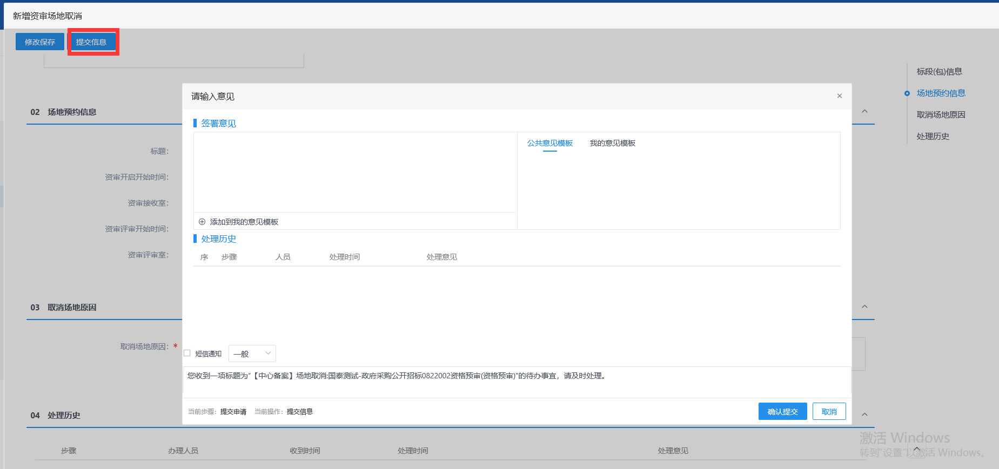 新增资审场地取消
修改保存 提交信息
标段(包)信息
场地预约信息
取消场地原因
处理历史
02 场地预约信息
标题：
资审开启开始时间：
资审接收室：
资审评审开始时间：
资审评审室：
03 取消场地原因
取消场地原因： *
04 处理历史
步骤 办理人员 收到时间 处理时间 处理意见
请输入意见 ×
签署意见
公共意见模板 我的意见模板
添加到我的意见模板
处理历史
序 步骤 人员 处理时间 处理意见
短信通知 一般
您收到一项标题为“【中心备案】场地取消:国泰测试-政府采购公开招标0822002资格预审(资格预审)”的待办事宜，请及时处理。
当前步骤：提交申请 当前操作：提交信息
确认提交 取消
激活 Windows
转到“设置”以激活 Windows。